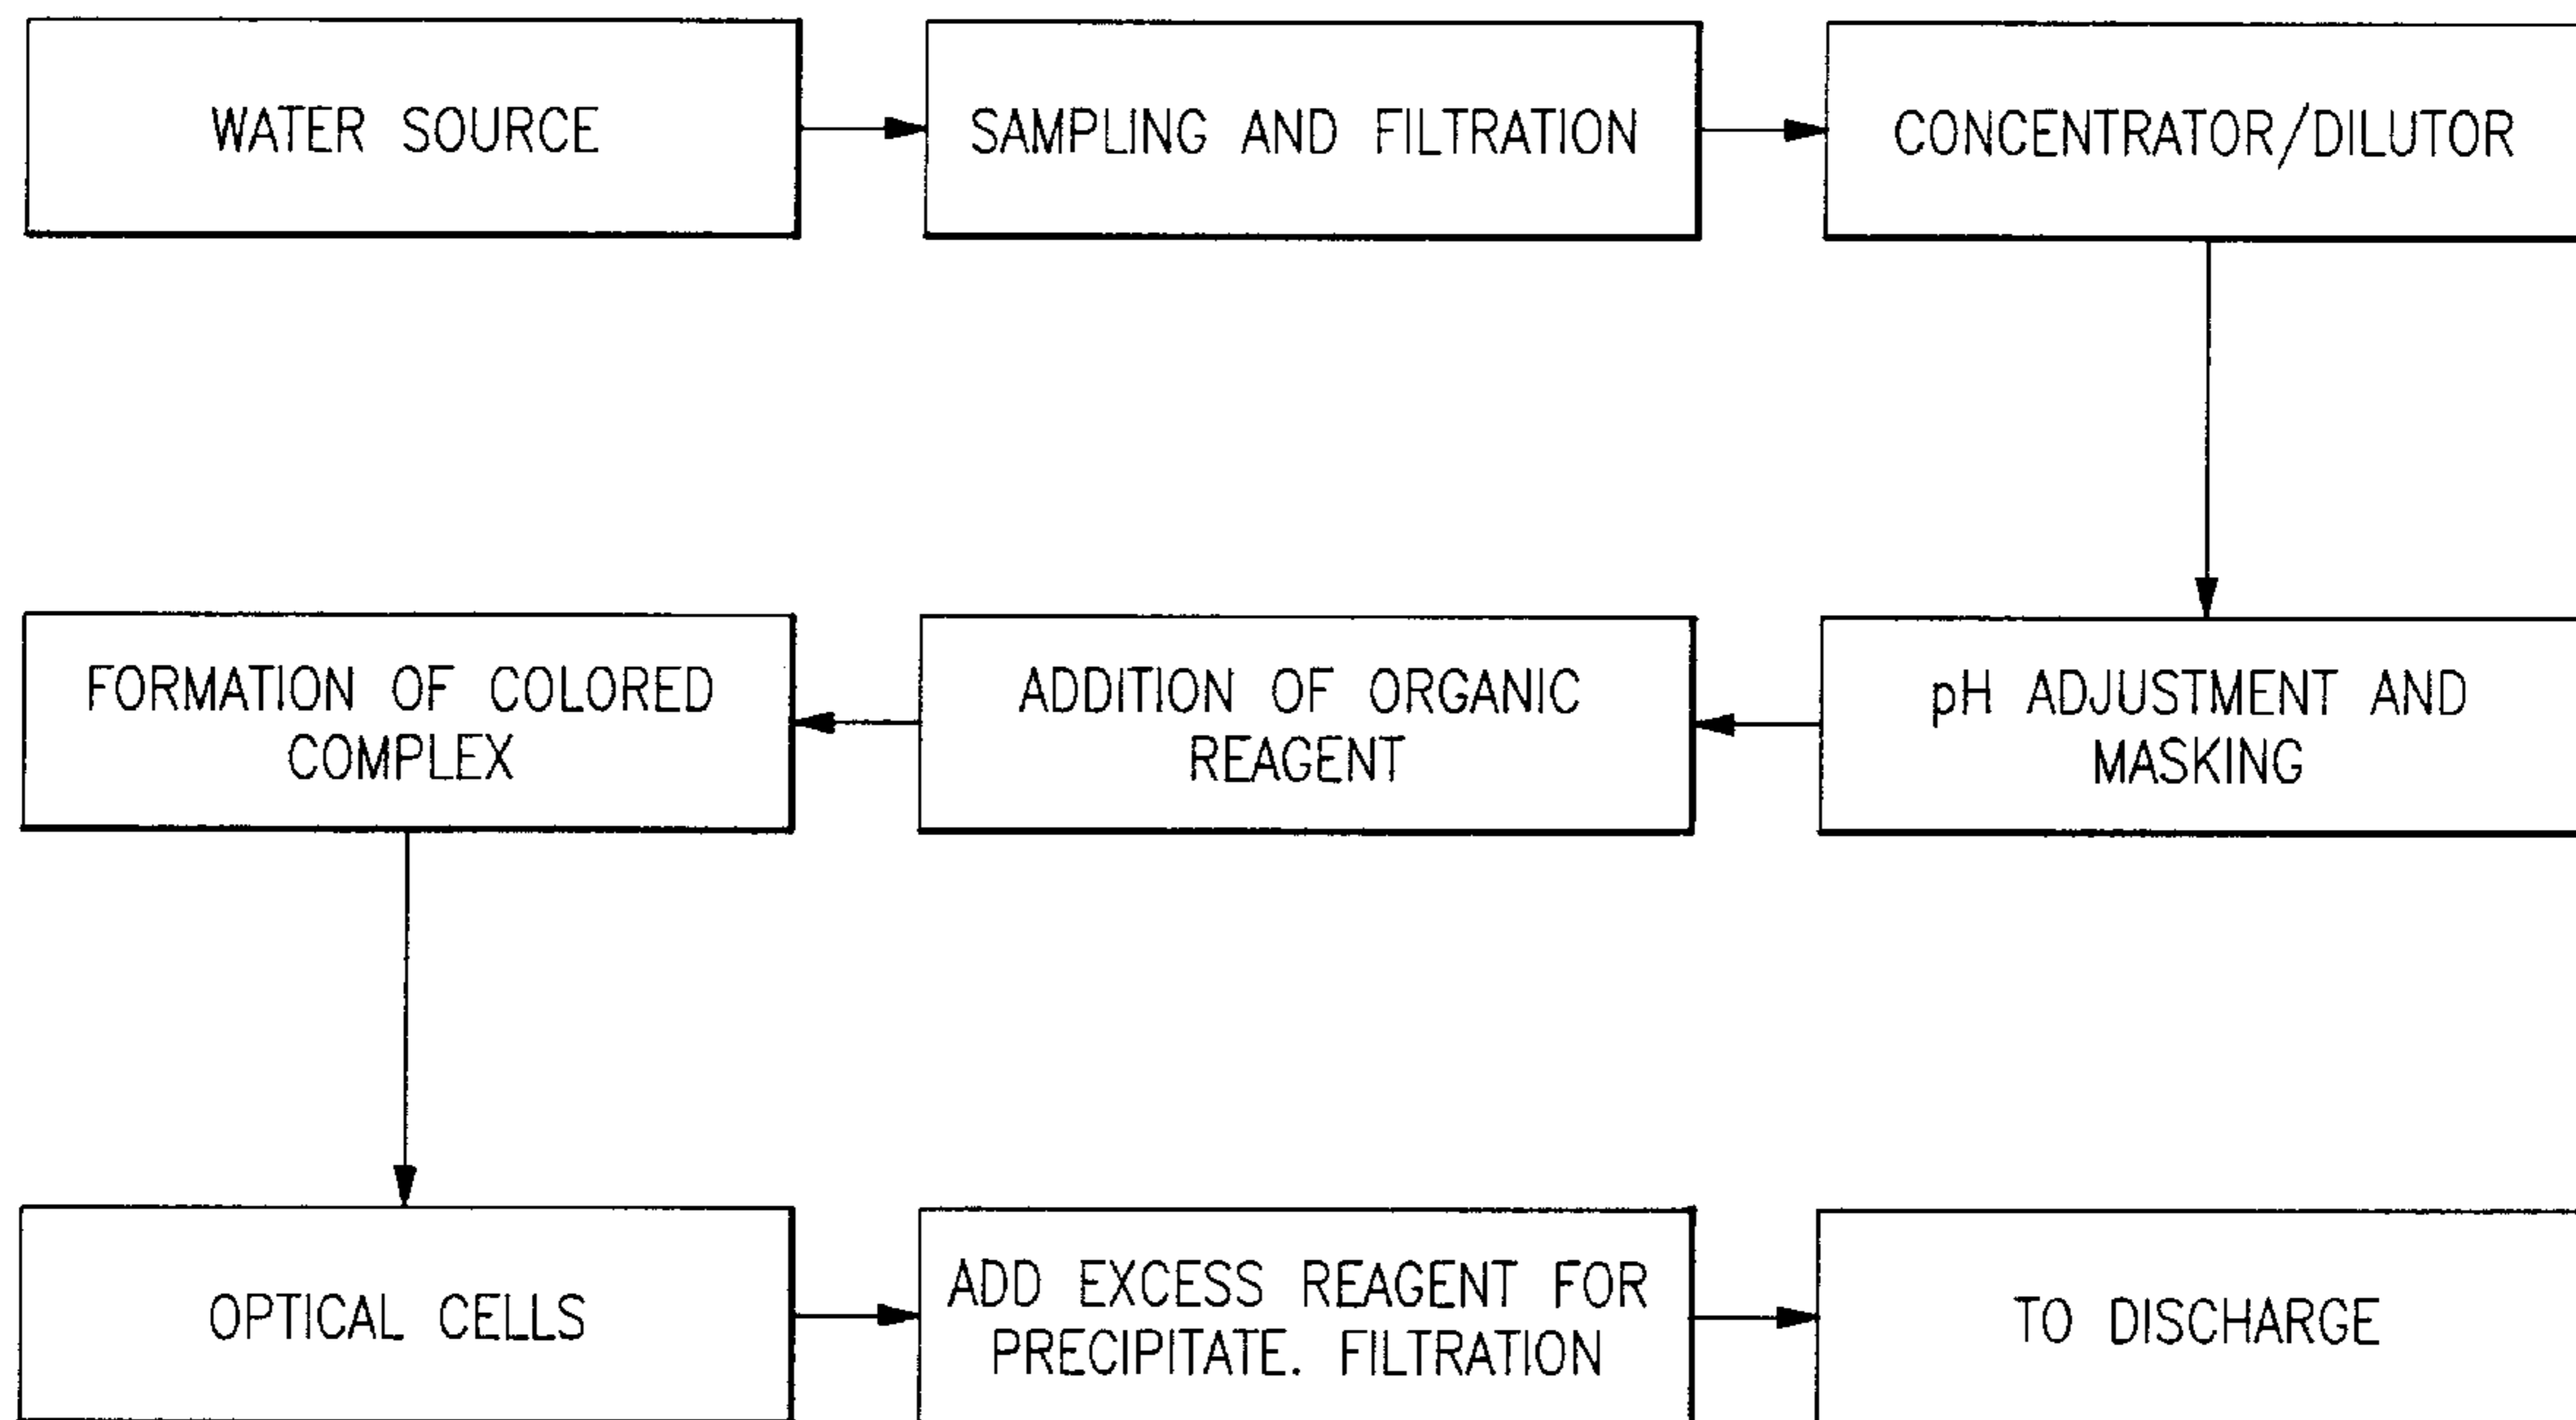 WATER SOURCE
SAMPLING AND FILTRATION
CONCENTRATOR/DILUTOR
FORMATION OF COLORED
COMPLEX
ADDITION OF ORGANIC
REAGENT
pH ADJUSTMENT AND
MASKING
OPTICAL CELLS
ADD EXCESS REAGENT FOR
PRECIPITATE. FILTRATION
TO DISCHARGE